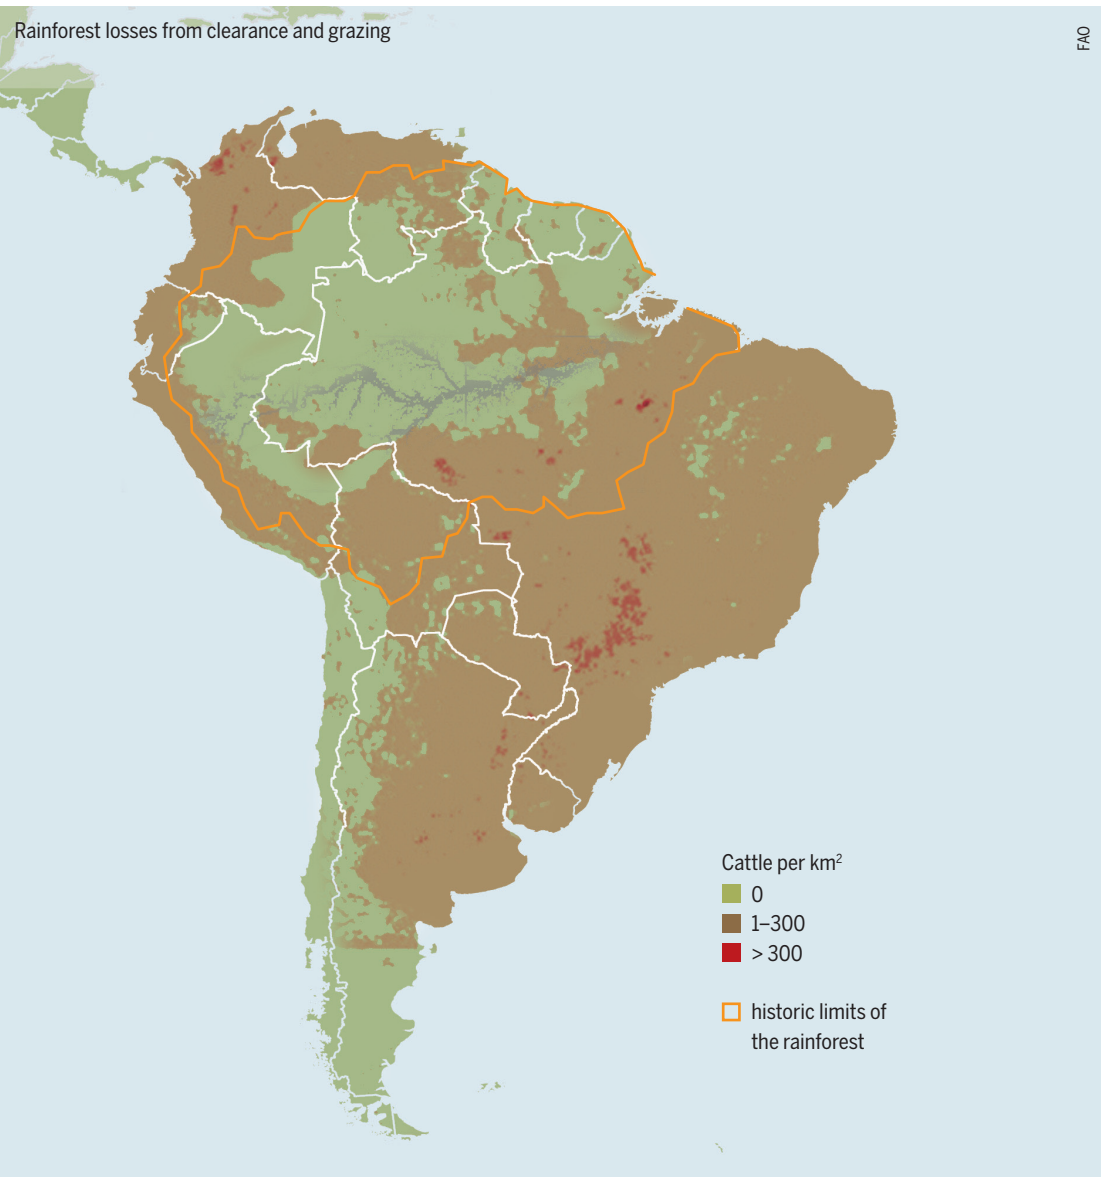 Rainforest losses from clearance and grazing
FAO
Cattle per km²
0
1–300
> 300
historic limits of
the rainforest